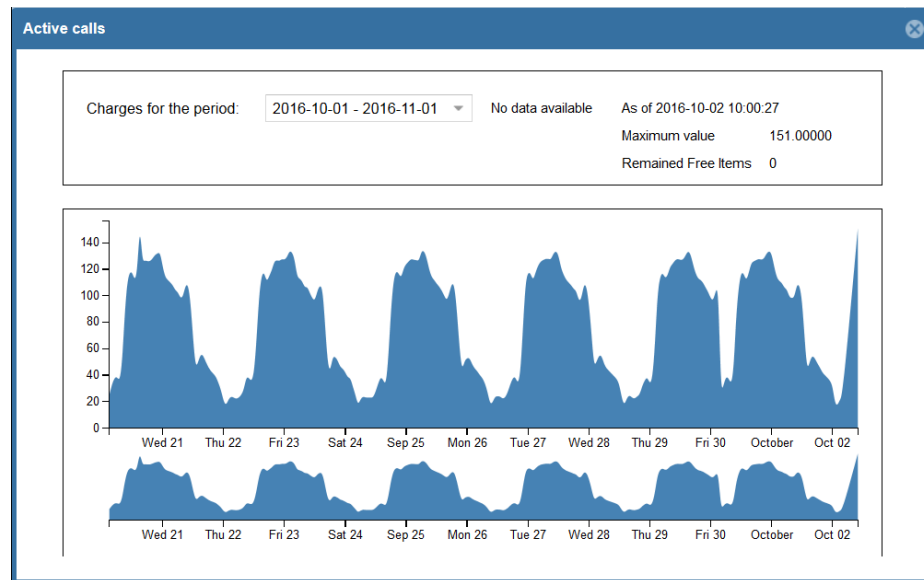 Active calls
Charges for the period: 2016-10-01 - 2016-11-01 No data available As of 2016-10-02 10:00:27
Maximum value 151.00000
Remained Free Items 0
140
120
100
80
60
40
20
0
Wed 21 Thu 22 Fri 23 Sat 24 Sep 25 Mon 26 Tue 27 Wed 28 Thu 29 Fri 30 October Oct 02
Wed 21 Thu 22 Fri 23 Sat 24 Sep 25 Mon 26 Tue 27 Wed 28 Thu 29 Fri 30 October Oct 02